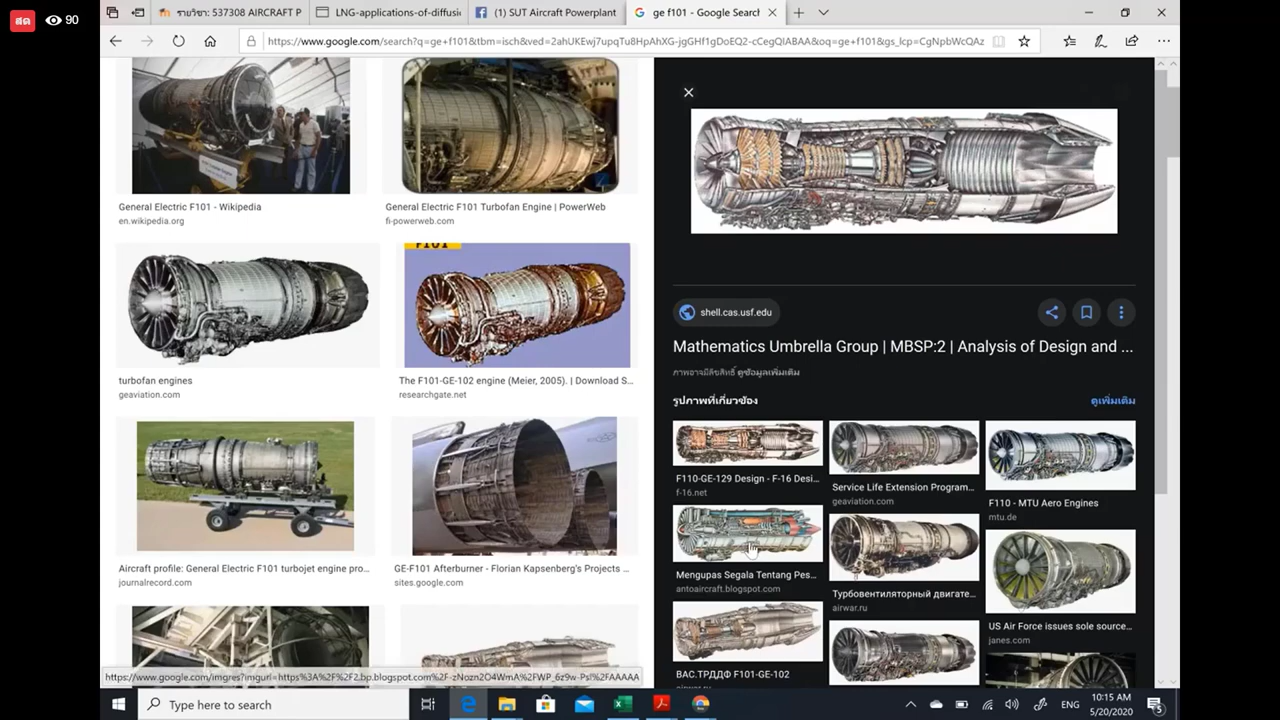 สด 90
รายวิชา: 537308 AIRCRAFT P
LNG-applications-of-diffusi
(1) SUT Aircraft Powerplant
ge f101 - Google Search
https://www.google.com/search?q=ge+f101&tbm=isch&ved=2ahUKEwj7upqTu8HpAhXG-jgGHf1gDoEQ2-cCegQIABAA&oq=ge+f101&gs_lcp=CgNpbWcQAz
General Electric F101 - Wikipedia
en.wikipedia.org
General Electric F101 Turbofan Engine | PowerWeb
fi-powerweb.com
F101
turbofan engines
geaviation.com
The F101-GE-102 engine (Meier, 2005). | Download S...
researchgate.net
Aircraft profile: General Electric F101 turbojet engine pro...
journalrecord.com
GE-F101 Afterburner - Florian Kapsenberg's Projects ...
sites.google.com
shell.cas.usf.edu
Mathematics Umbrella Group | MBSP:2 | Analysis of Design and ...
ภาพอาจมีลิขสิทธิ์ ดูข้อมูลเพิ่มเติม
รูปภาพที่เกี่ยวข้อง
ดูเพิ่มเติม
F110-GE-129 Design - F-16 Desi...
f-16.net
Service Life Extension Program...
geaviation.com
F110 - MTU Aero Engines
mtu.de
Mengupas Segala Tentang Pes...
antoaircraft.blogspot.com
Турбовентиляторный двигате...
airwar.ru
US Air Force issues sole source...
janes.com
ВАС.ТРДДФ F101-GE-102
airwar.ru
https://www.google.com/imgres?imgurl=https%3A%2F%2F2.bp.blogspot.com%2F-zNozn2O4WmA%2FWP_6z9w-PsI%2FAAAAA
Type here to search
ENG
10:15 AM
5/20/2020
5